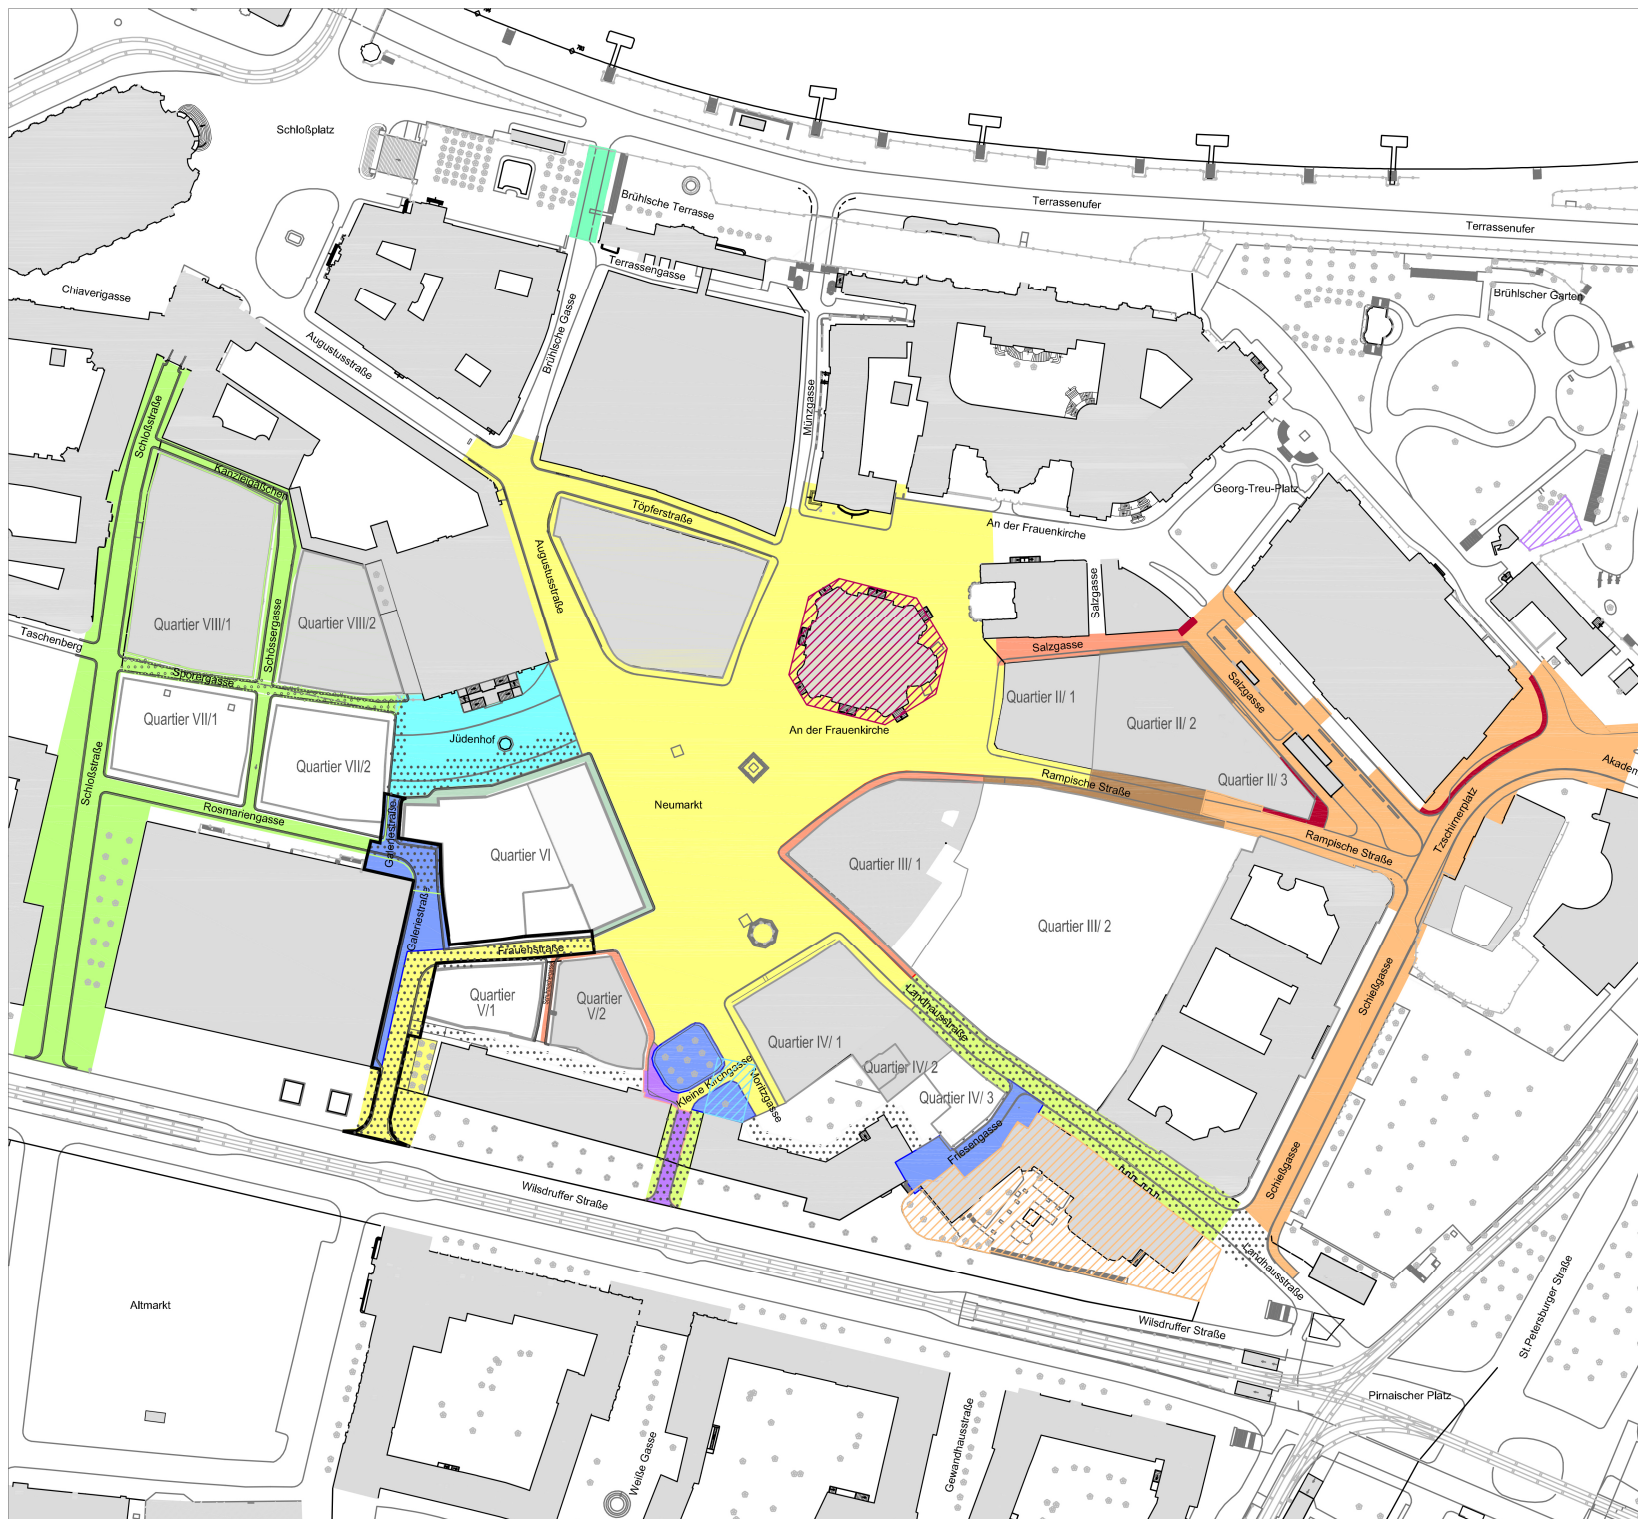 Schloßplatz
Brühlsche Terrasse
Terrassenufer
Terrassenufer
Terrassengasse
Chiaverigasse
Brühlscher Garten
Augustusstraße
Brühlsche Gasse
Münzgasse
Schloßstraße
Kanzleigäßchen
Georg-Treu-Platz
Töpferstraße
An der Frauenkirche
Augustusstraße
Salzgasse
Quartier VIII/1
Quartier VIII/2
Schössergasse
Taschenberg
Salzgasse
Sporergasse
Salzgasse
Quartier II/ 1
Quartier VII/1
Quartier II/ 2
An der Frauenkirche
Jüdenhof
Quartier VII/2
Quartier II/ 3
Rampische Straße
Akadem
Schloßstraße
Neumarkt
Rosmariengasse
Galeriestraße
Tzschirnerplatz
Rampische Straße
Quartier VI
Quartier III/ 1
Galeriestraße
Quartier III/ 2
Frauenstraße
Schießgasse
Quartier
V/1
Quartier
V/2
Landhausstraße
Quartier IV/ 1
Quartier IV/ 2
Kleine Kirchgasse
Moritzgasse
Quartier IV/ 3
Friesengasse
Schießgasse
Wilsdruffer Straße
Landhausstraße
Altmarkt
St.Petersburger Straße
Wilsdruffer Straße
Pirnaischer Platz
Weiße Gasse
Gewandhausstraße